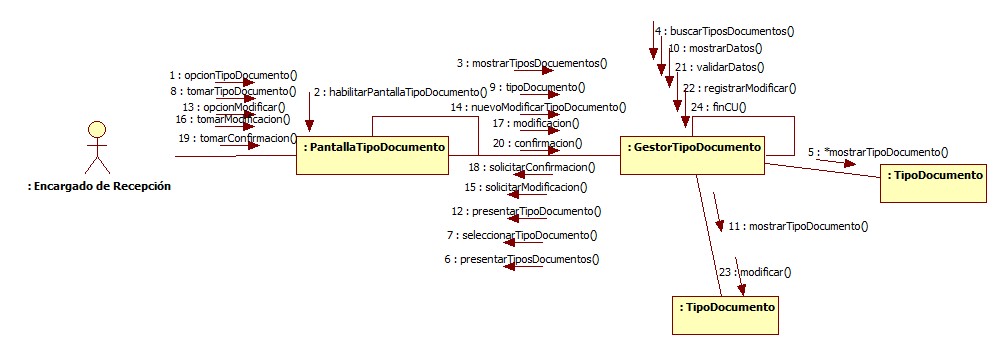 4 : buscarTiposDocumentos()
10 : mostrarDatos()
3 : mostrarTiposDocuementos()
21 : validarDatos()
1 : opcionTipoDocumento()
9 : tipoDocumento()
22 : registrarModificar()
8 : tomarTipoDocumento()
2 : habilitarPantallaTipoDocumento()
13 : opcionModificar()
14 : nuevoModificarTipoDocumento()
24 : finCU()
16 : tomarModificacion()
17 : modificacion()
19 : tomarConfirmacion()
20 : confirmacion()
: PantallaTipoDocumento
: GestorTipoDocumento
5 : *mostrarTipoDocumento()
18 : solicitarConfirmacion()
: TipoDocumento
: Encargado de Recepción
15 : solicitarModificacion()
12 : presentarTipoDocumento()
11 : mostrarTipoDocumento()
7 : seleccionarTipoDocumento()
6 : presentarTiposDocumentos()
23 : modificar()
: TipoDocumento